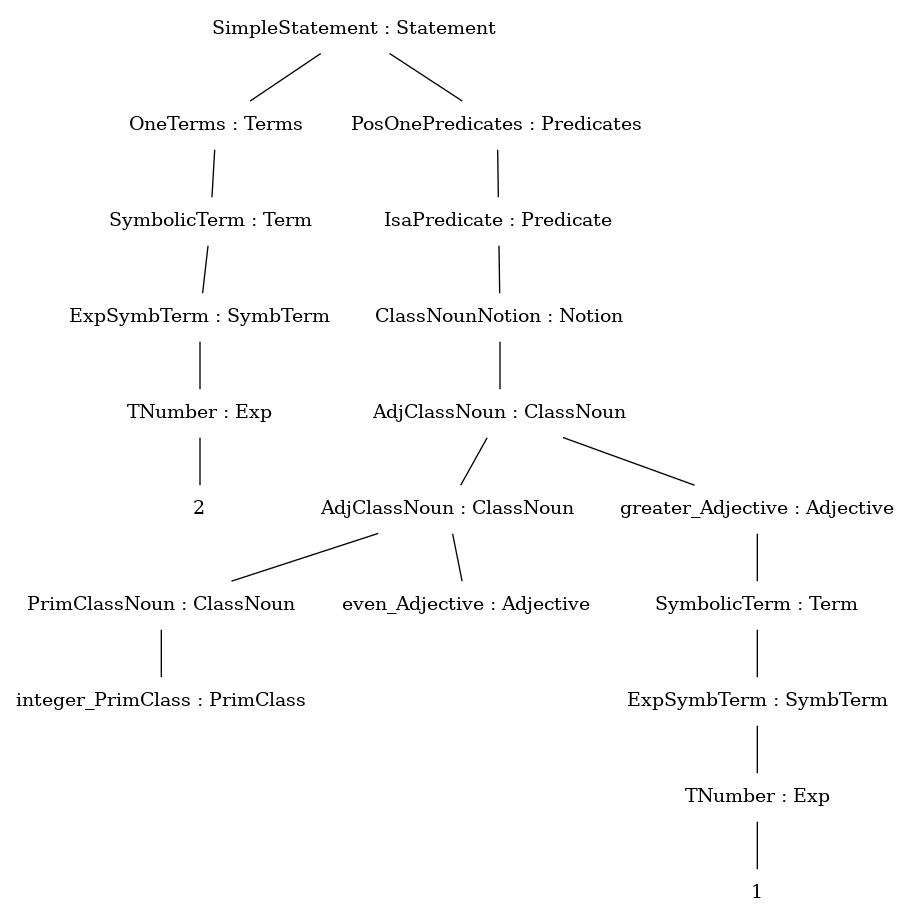 SimpleStatement : Statement
OneTerms : Terms PosOnePredicates : Predicates
SymbolicTerm : Term IsaPredicate : Predicate
ExpSymbTerm : SymbTerm ClassNounNotion : Notion
TNumber : Exp AdjClassNoun : ClassNoun
2 AdjClassNoun : ClassNoun greater_Adjective : Adjective
PrimClassNoun : ClassNoun even_Adjective : Adjective SymbolicTerm : Term
integer_PrimClass : PrimClass ExpSymbTerm : SymbTerm
TNumber : Exp
1